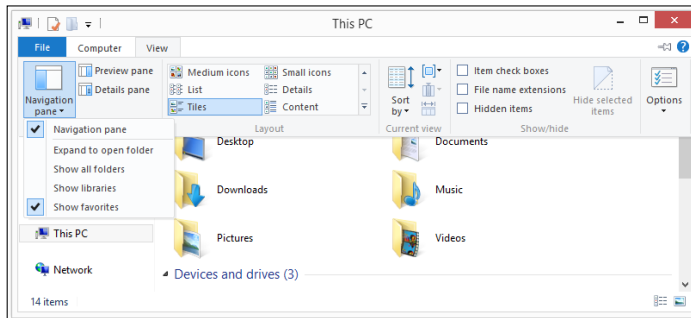 This PC
File Computer View
Navigation pane
Preview pane
Details pane
Medium icons Small icons
List Details
Tiles Content
Layout
Sort by
Current view
Item check boxes
File name extensions
Hidden items
Hide selected items
Show/hide
Options
Navigation pane
Expand to open folder
Show all folders
Show libraries
Show favorites
Desktop Documents
Downloads Music
Pictures Videos
This PC
Network
Devices and drives (3)
14 items